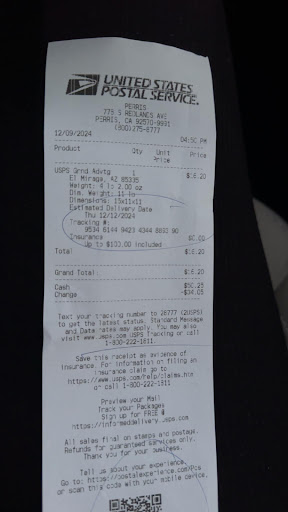 UNITED STATES
POSTAL SERVICE.
PERRIS
775 S REDLANDS AVE
PERRIS, CA 92570-9991
(800)275-8777
12/09/2024 04:50 PM
Product Qty Unit Price
Price
USPS Grnd Advtg 1 $16.20
El Mirage, AZ 85335
Weight: 4 lb 2.00 oz
Dim. Weight: 11 lb
Dimensions: 15x11x11
Estimated Delivery Date
Thu 12/12/2024
Tracking #:
9534 6144 9423 4344 8093 90
Insurance $0.00
Up to $100.00 included
Total $16.20
Grand Total: $16.20
Cash $50.25
Change -$34.05
Text your tracking number to 28777 (2USPS)
to get the latest status. Standard Message
and Data rates may apply. You may also
visit www.usps.com USPS Tracking or call
1-800-222-1811
Save this receipt as evidence of
insurance. For information on filing an
insurance claim go to
https://www.usps.com/help/claims.htm
or call 1-800-222-1811
Preview your Mail
Track your Packages
Sign up for FREE @
https://informeddelivery.usps.com
All sales final on stamps and postage.
Refunds for guaranteed services only.
Thank you for your business.
Tell us about your experience.
Go to: https://postalexperience.com/Pos
or scan this code with your mobile device,